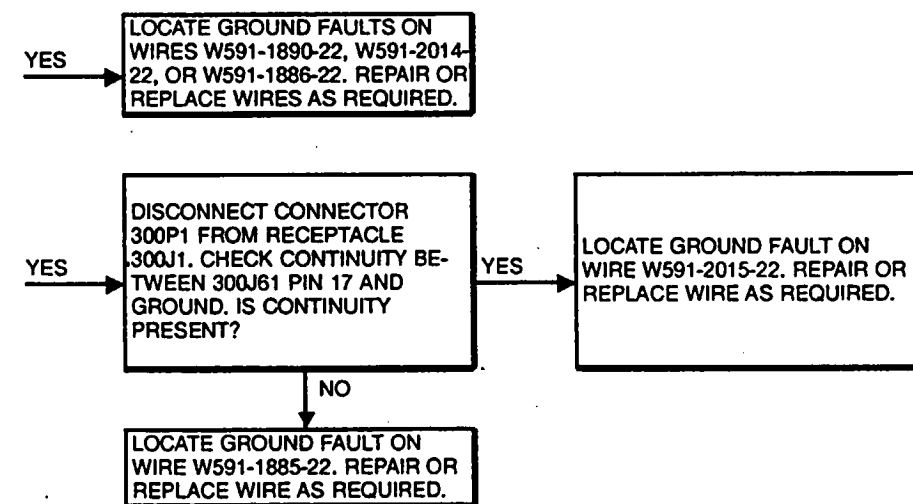 YES
LOCATE GROUND FAULTS ON
WIRES W591-1890-22, W591-2014-
22, OR W591-1886-22. REPAIR OR
REPLACE WIRES AS REQUIRED.
YES
DISCONNECT CONNECTOR
300P1 FROM RECEPTACLE
300J1. CHECK CONTINUITY BE-
TWEEN 300J61 PIN 17 AND
GROUND. IS CONTINUITY
PRESENT?
YES
LOCATE GROUND FAULT ON
WIRE W591-2015-22. REPAIR OR
REPLACE WIRE AS REQUIRED.
NO
LOCATE GROUND FAULT ON
WIRE W591-1885-22. REPAIR OR
REPLACE WIRE AS REQUIRED.